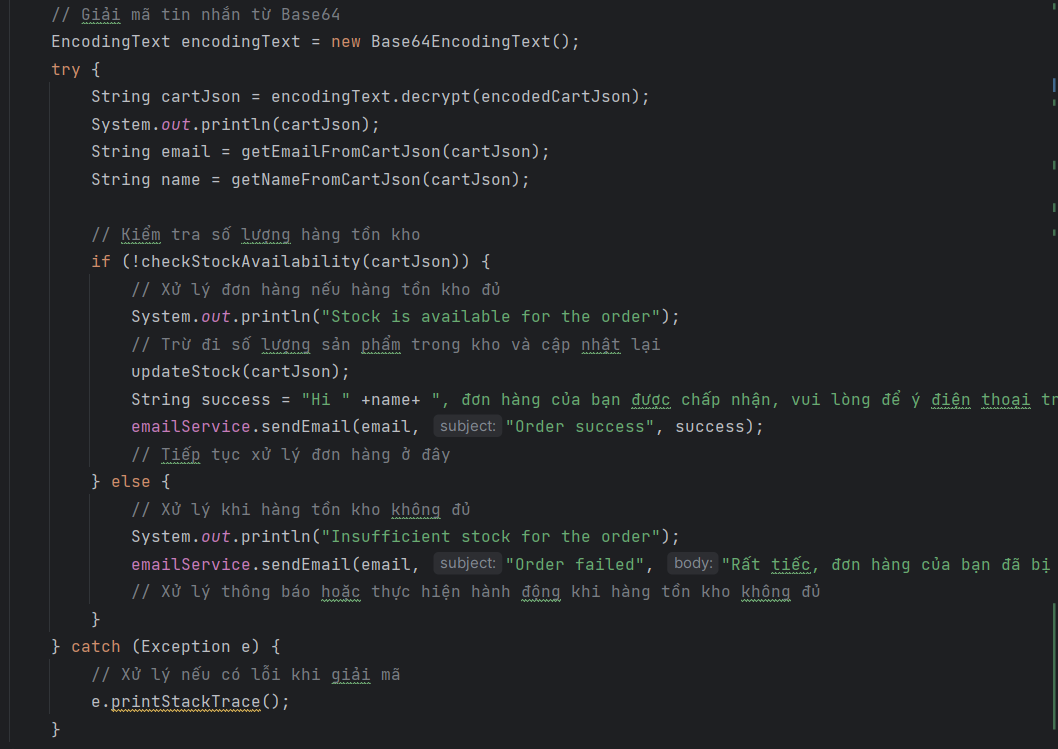 // Giải mã tin nhắn từ Base64
EncodingText encodingText = new Base64EncodingText();
try {
String cartJson = encodingText.decrypt(encodedCartJson);
System.out.println(cartJson);
String email = getEmailFromCartJson(cartJson);
String name = getNameFromCartJson(cartJson);
// Kiểm tra số lượng hàng tồn kho
if (!checkStockAvailability(cartJson)) {
// Xử lý đơn hàng nếu hàng tồn kho đủ
System.out.println("Stock is available for the order");
// Trừ đi số lượng sản phẩm trong kho và cập nhật lại
updateStock(cartJson);
String success = "Hi " +name+ ", đơn hàng của bạn được chấp nhận, vui lòng để ý điện thoại tr
emailService.sendEmail(email, subject: "Order success", success);
// Tiếp tục xử lý đơn hàng ở đây
} else {
// Xử lý khi hàng tồn kho không đủ
System.out.println("Insufficient stock for the order");
emailService.sendEmail(email, subject: "Order failed", body: "Rất tiếc, đơn hàng của bạn đã bị
// Xử lý thông báo hoặc thực hiện hành động khi hàng tồn kho không đủ
}
} catch (Exception e) {
// Xử lý nếu có lỗi khi giải mã
e.printStackTrace();
}